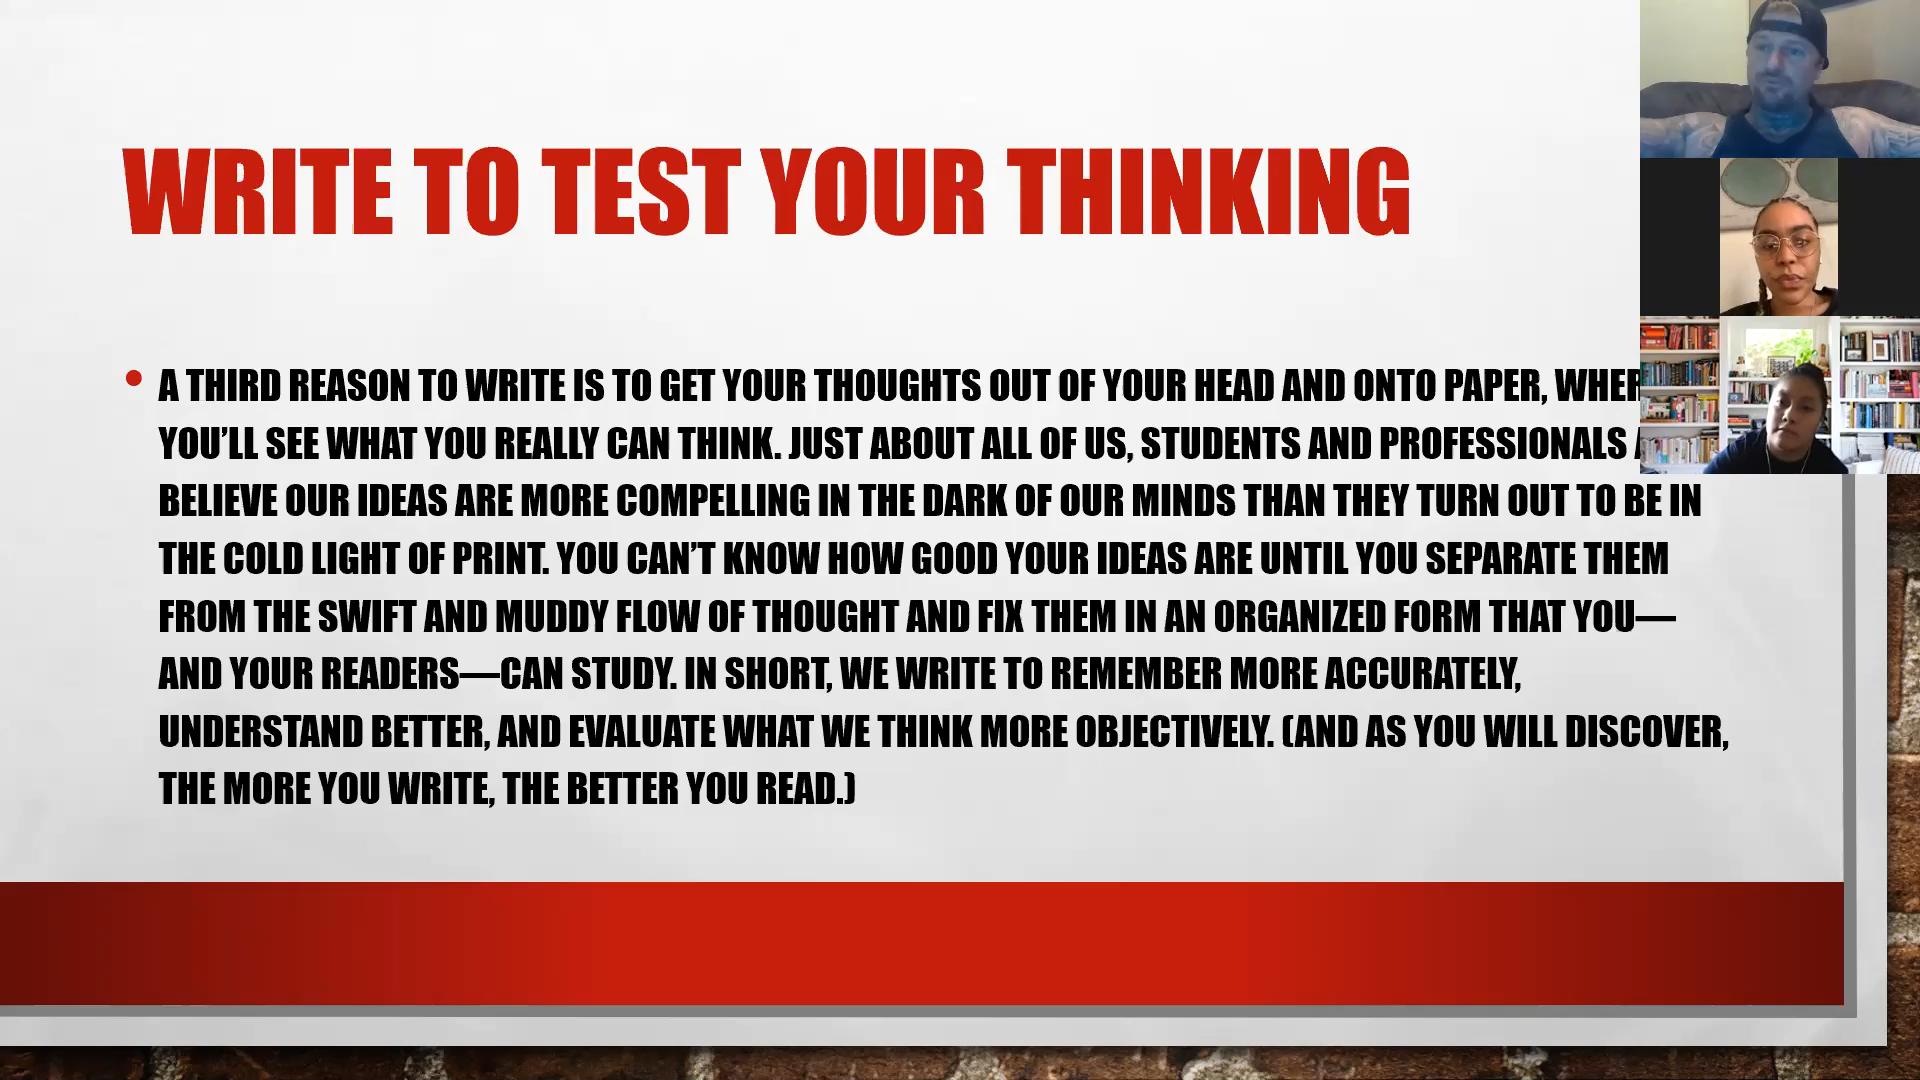 WRITE TO TEST YOUR THINKING
• A THIRD REASON TO WRITE IS TO GET YOUR THOUGHTS OUT OF YOUR HEAD AND ONTO PAPER,
YOU’LL SEE WHAT YOU REALLY CAN THINK. JUST ABOUT ALL OF US, STUDENTS AND PROFESSIONALS
BELIEVE OUR IDEAS ARE MORE COMPELLING IN THE DARK OF OUR MINDS THAN THEY TURN OUT TO BE IN
THE COLD LIGHT OF PRINT. YOU CAN’T KNOW HOW GOOD YOUR IDEAS ARE UNTIL YOU SEPARATE THEM
FROM THE SWIFT AND MUDDY FLOW OF THOUGHT AND FIX THEM IN AN ORGANIZED FORM THAT YOU—
AND YOUR READERS—CAN STUDY. IN SHORT, WE WRITE TO REMEMBER MORE ACCURATELY,
UNDERSTAND BETTER, AND EVALUATE WHAT WE THINK MORE OBJECTIVELY. (AND AS YOU WILL DISCOVER,
THE MORE YOU WRITE, THE BETTER YOU READ.)